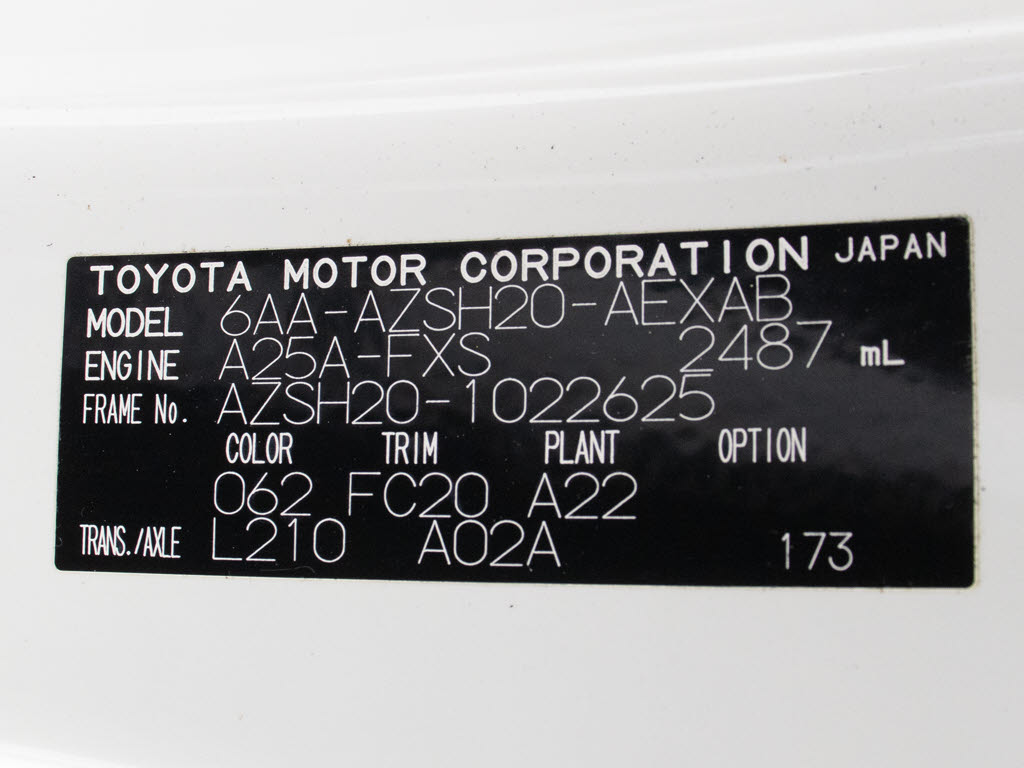 TOYOTA MOTOR CORPORATION JAPAN
MODEL 6AA-AZSH20-AEXAB
ENGINE A25A-FXS 2487 mL
FRAME No. AZSH20-1022625
COLOR TRIM PLANT OPTION
062 FC20 A22
TRANS./AXLE L210 A02A 173